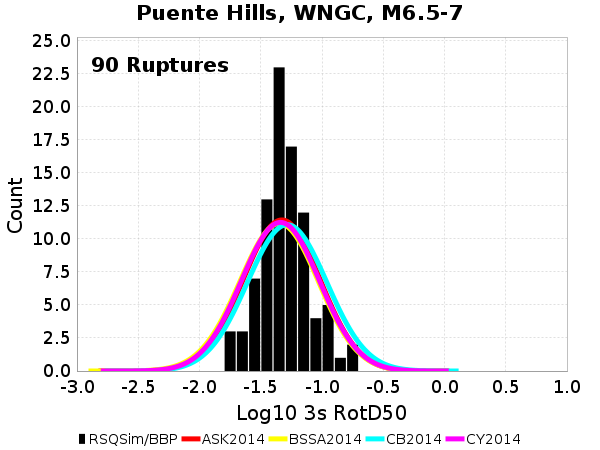 Puente Hills, WNGC, M6.5-7
90 Ruptures
Count
25.0
22.5
20.0
17.5
15.0
12.5
10.0
7.5
5.0
2.5
0.0
-3.0 -2.5 -2.0 -1.5 -1.0 -0.5 0.0 0.5 1.0
Log10 3s RotD50
RSQSim/BBP ASK2014 BSSA2014 CB2014 CY2014